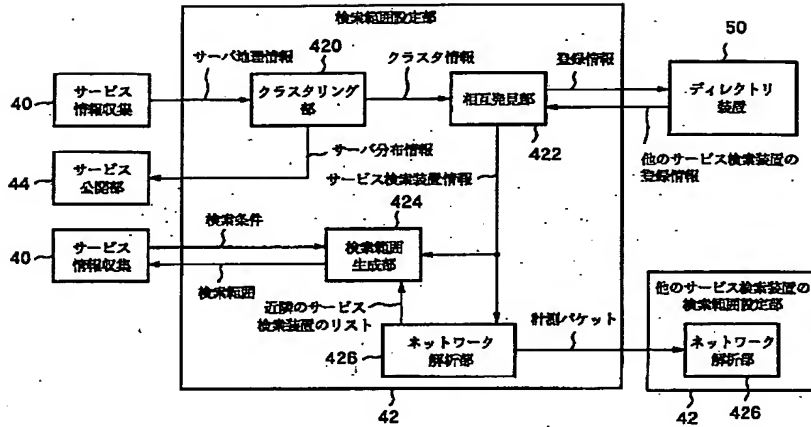 検索範囲設定部
420
50
サーバ地理情報
クラスタ情報
登録情報
40
サービス
情報収集
クラスタリング
部
相互発見部
ディレクトリ
装置
422
サーバ分布情報
他のサービス検索装置の
登録情報
44
サービス
公開部
サービス検索装置情報
424
検索条件
40
サービス
情報収集
検索範囲
生成部
検索範囲
近隣のサービス
検索装置のリスト
計測パケット
他のサービス検索装置の
検索範囲設定部
426
ネットワーク
解析部
ネットワーク
解析部
42
42
426